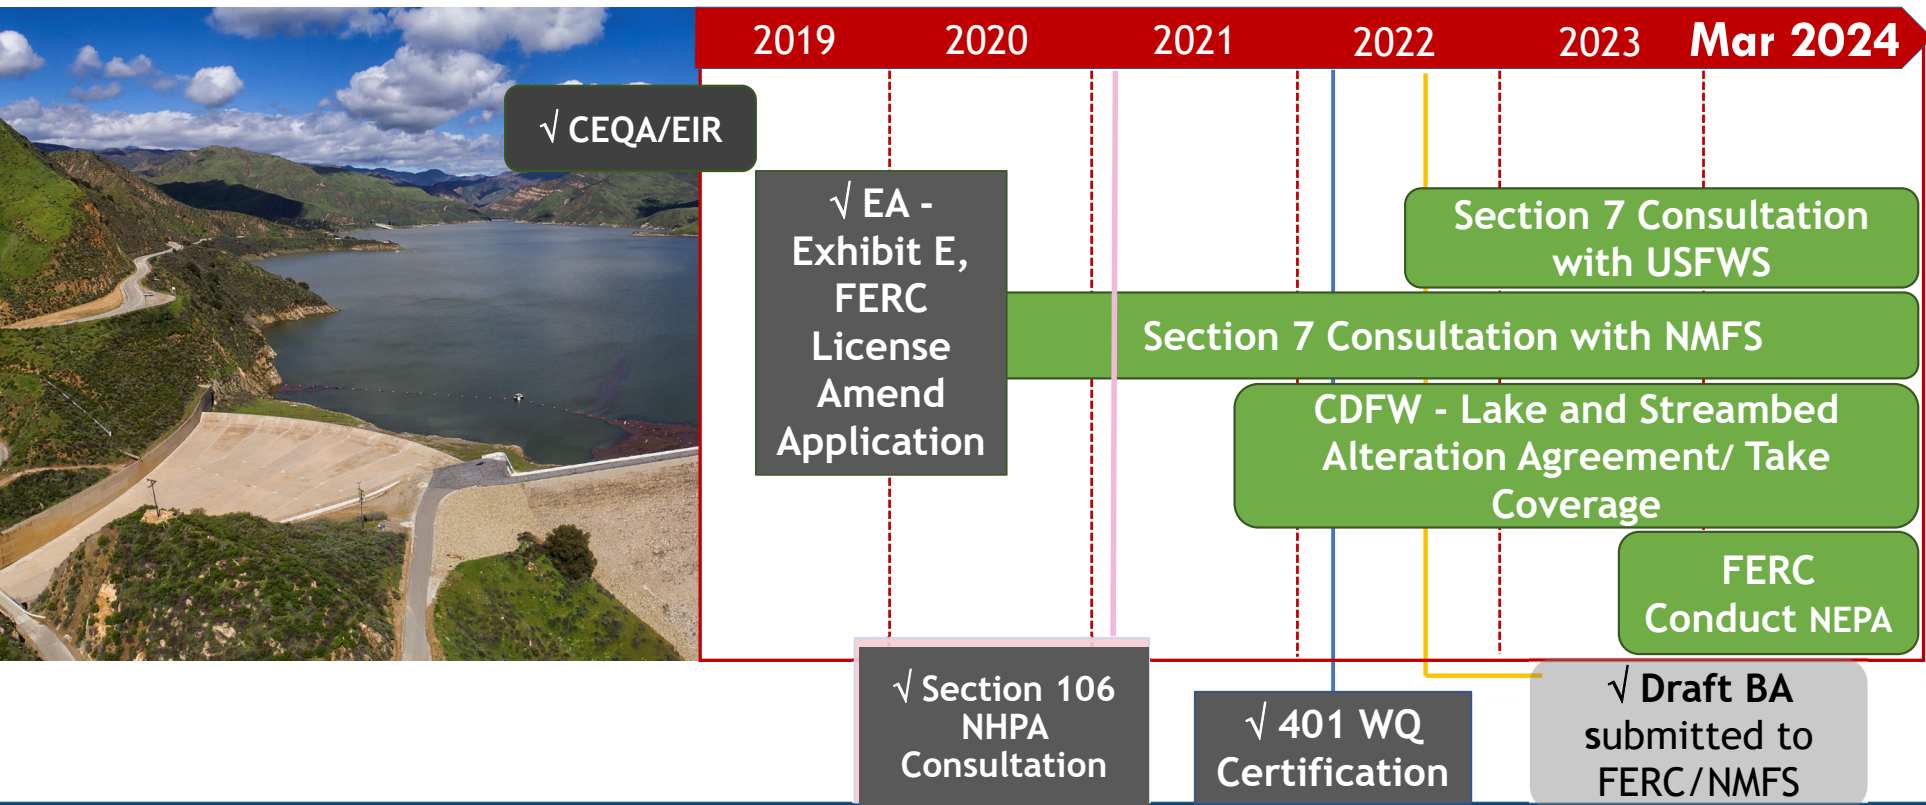 2019 2020 2021 2022 2023 Mar 2024
√ CEQA/EIR
√ EA -
Exhibit E,
FERC
License
Amend
Application
Section 7 Consultation
with USFWS
Section 7 Consultation with NMFS
CDFW - Lake and Streambed
Alteration Agreement/ Take
Coverage
FERC
Conduct NEPA
√ Section 106
NHPA
Consultation
√ 401 WQ
Certification
√ Draft BA
submitted to
FERC/NMFS